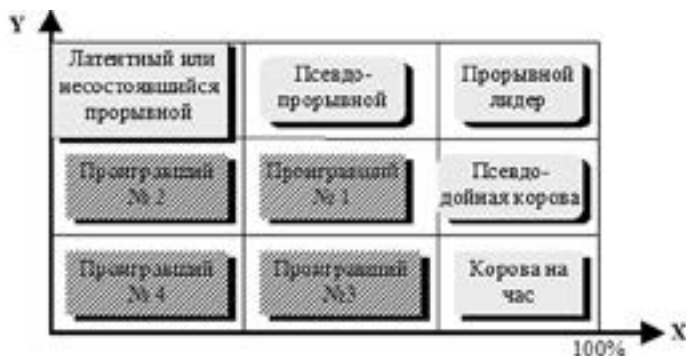 Y
Латентный или
несостоявшийся
прорывной
Псевдо-
прорывной
Прорывной
лидер
Проигравший
№ 2
Проигравший
№ 1
Псевдо-
дойная корова
Проигравший
№ 4
Проигравший
№3
Корова на
час
X
100%